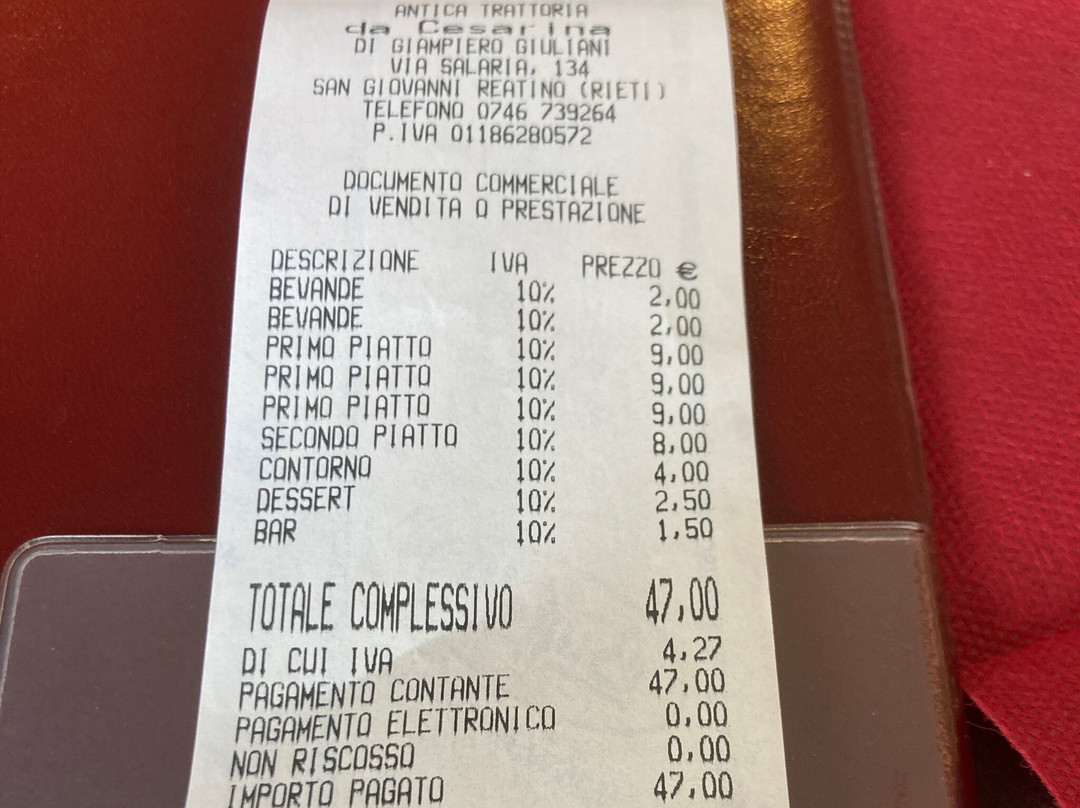 ANTICA TRATTORIA
da Cesarina
DI GIAMPIERO GIULIANI
VIA SALARIA, 134
SAN GIOVANNI REATINO (RIETI)
TELEFONO 0746 739264
P.IVA 01186280572
DOCUMENTO COMMERCIALE
DI VENDITA O PRESTAZIONE
DESCRIZIONE IVA PREZZO €
BEVANDE 10% 2,00
BEVANDE 10% 2,00
PRIMO PIATTO 10% 9,00
PRIMO PIATTO 10% 9,00
PRIMO PIATTO 10% 9,00
SECONDO PIATTO 10% 8,00
CONTORNO 10% 4,00
DESSERT 10% 2,50
BAR 10% 1,50
TOTALE COMPLESSIVO 47,00
DI CUI IVA 4,27
PAGAMENTO CONTANTE 47,00
PAGAMENTO ELETTRONICO 0,00
NON RISCOSSO 0,00
IMPORTO PAGATO 47,00